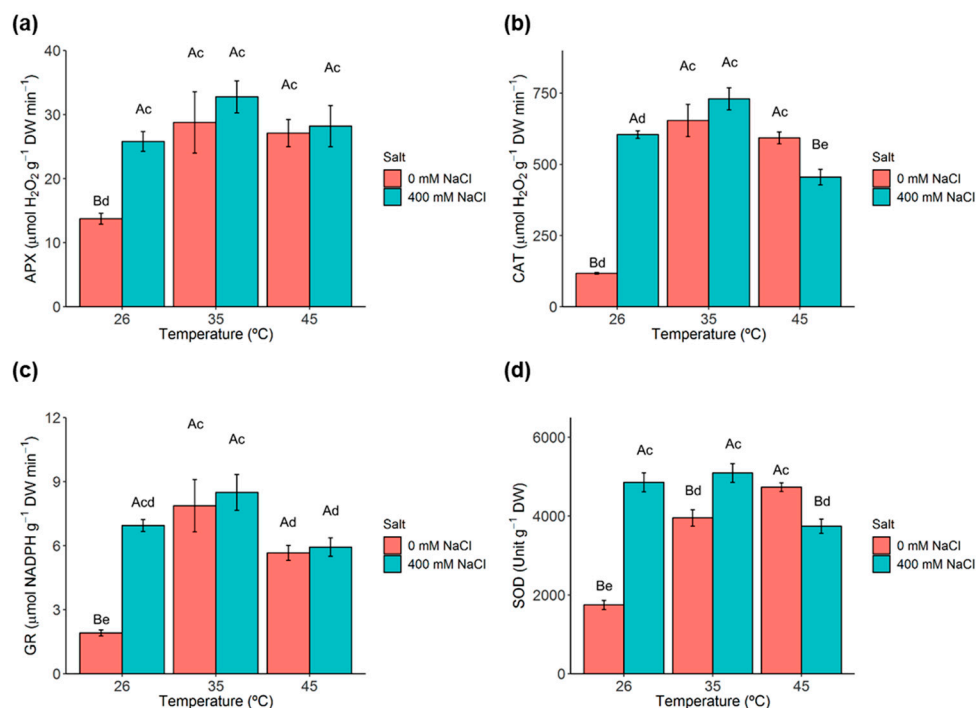 (a)
40
30
20
10
0
APX (μmol H₂O₂ g⁻¹ DW min⁻¹)
Bd
Ac
Ac
Ac
Ac
Ac
26
35
45
Temperature (ºC)
Salt
0 mM NaCl
400 mM NaCl
(b)
750
500
250
0
CAT (μmol H₂O₂ g⁻¹ DW min⁻¹)
Bd
Ad
Ac
Ac
Ac
Be
26
35
45
Temperature (ºC)
Salt
0 mM NaCl
400 mM NaCl
(c)
12
9
6
3
0
GR (μmol NADPH g⁻¹ DW min⁻¹)
Be
Acd
Ac
Ac
Ad
Ad
26
35
45
Temperature (ºC)
Salt
0 mM NaCl
400 mM NaCl
(d)
6000
4000
2000
0
SOD (Unit g⁻¹ DW)
Be
Ac
Bd
Ac
Ac
Bd
26
35
45
Temperature (ºC)
Salt
0 mM NaCl
400 mM NaCl